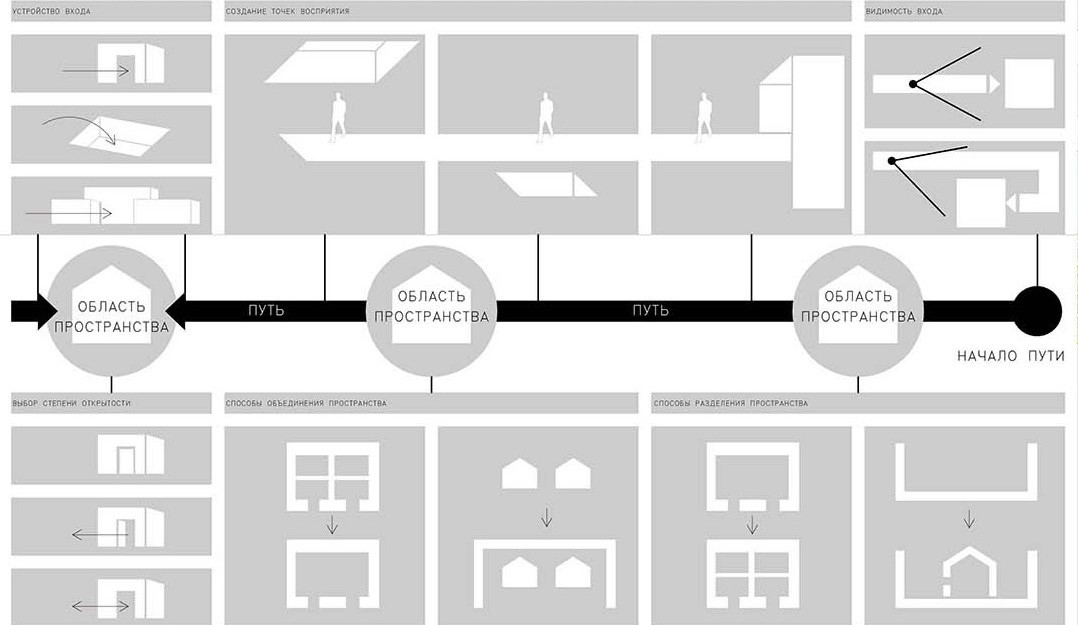 УСТРОЙСТВО ВХОДА
СОЗДАНИЕ ТОЧЕК ВОСПРИЯТИЯ
ВИДИМОСТЬ ВХОДА
ОБЛАСТЬ
ПРОСТРАНСТВА
ПУТЬ
ОБЛАСТЬ
ПРОСТРАНСТВА
ПУТЬ
ОБЛАСТЬ
ПРОСТРАНСТВА
НАЧАЛО ПУТИ
ВЫБОР СТЕПЕНИ ОТКРЫТОСТИ
СПОСОБЫ ОБЪЕДИНЕНИЯ ПРОСТРАНСТВА
СПОСОБЫ РАЗДЕЛЕНИЯ ПРОСТРАНСТВА